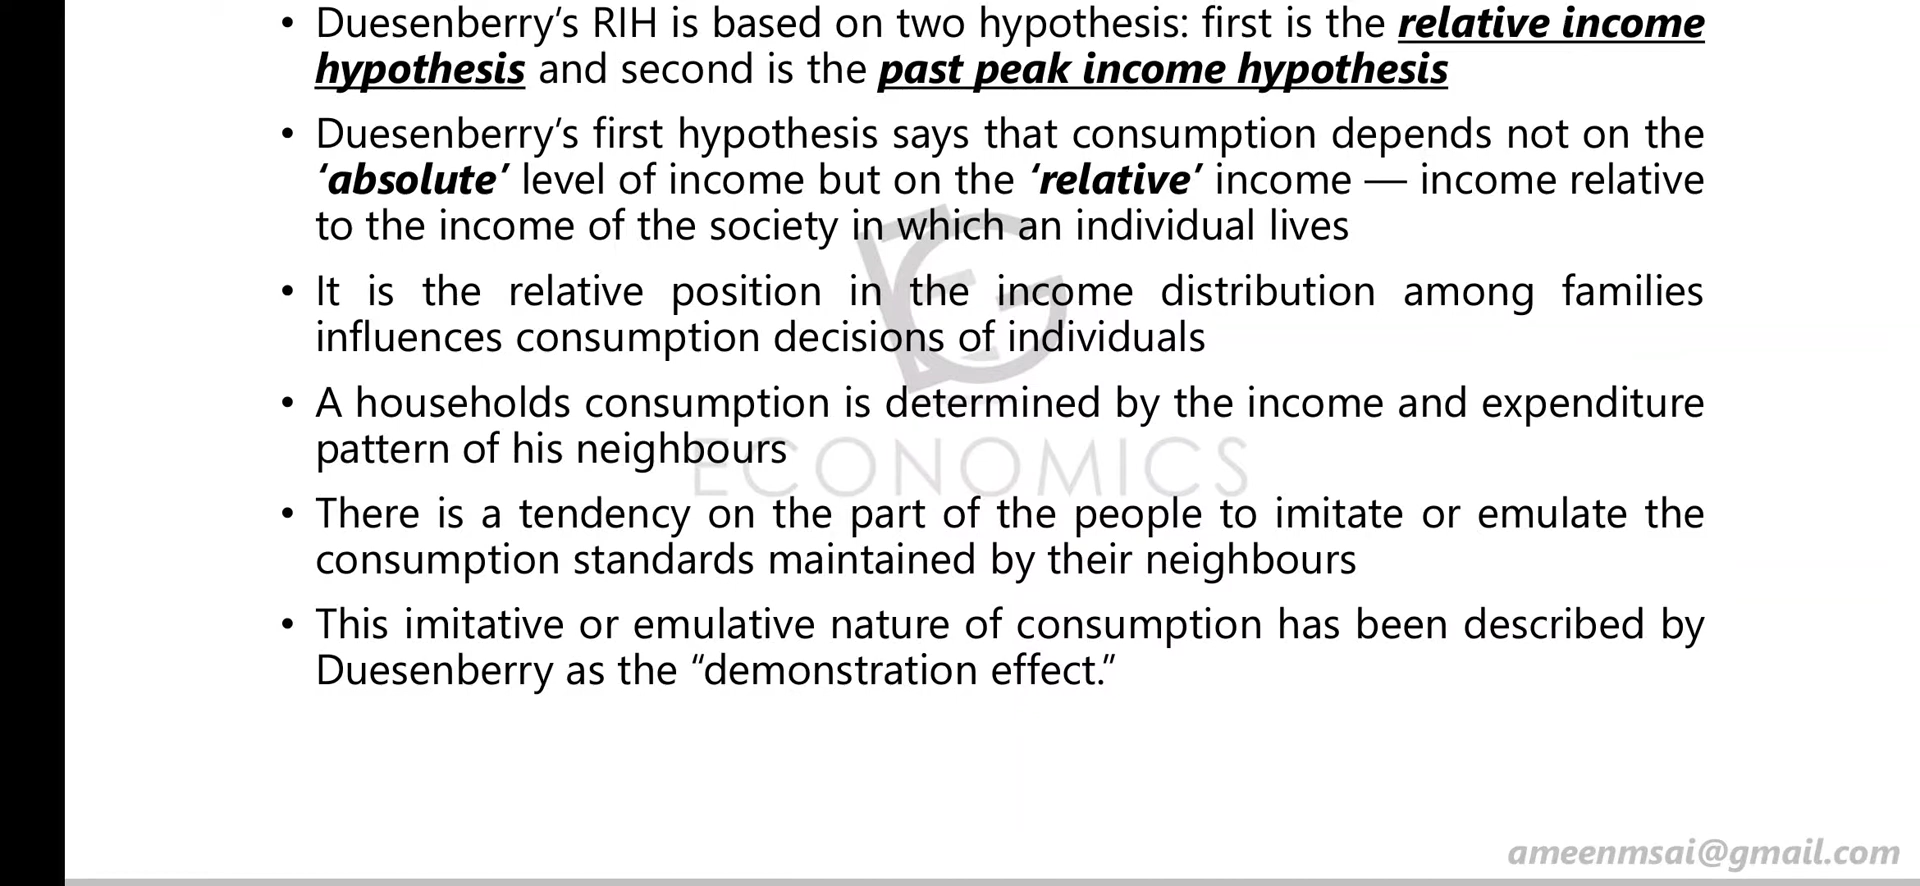 • Duesenberry’s RIH is based on two hypothesis: first is the relative income
hypothesis and second is the past peak income hypothesis
• Duesenberry’s first hypothesis says that consumption depends not on the
‘absolute’ level of income but on the ‘relative’ income — income relative
to the income of the society in which an individual lives
• It is the relative position in the income distribution among families
influences consumption decisions of individuals
• A households consumption is determined by the income and expenditure
pattern of his neighbours
ECONOMICS
• There is a tendency on the part of the people to imitate or emulate the
consumption standards maintained by their neighbours
• This imitative or emulative nature of consumption has been described by
Duesenberry as the “demonstration effect.”
ameenmsai@gmail.com